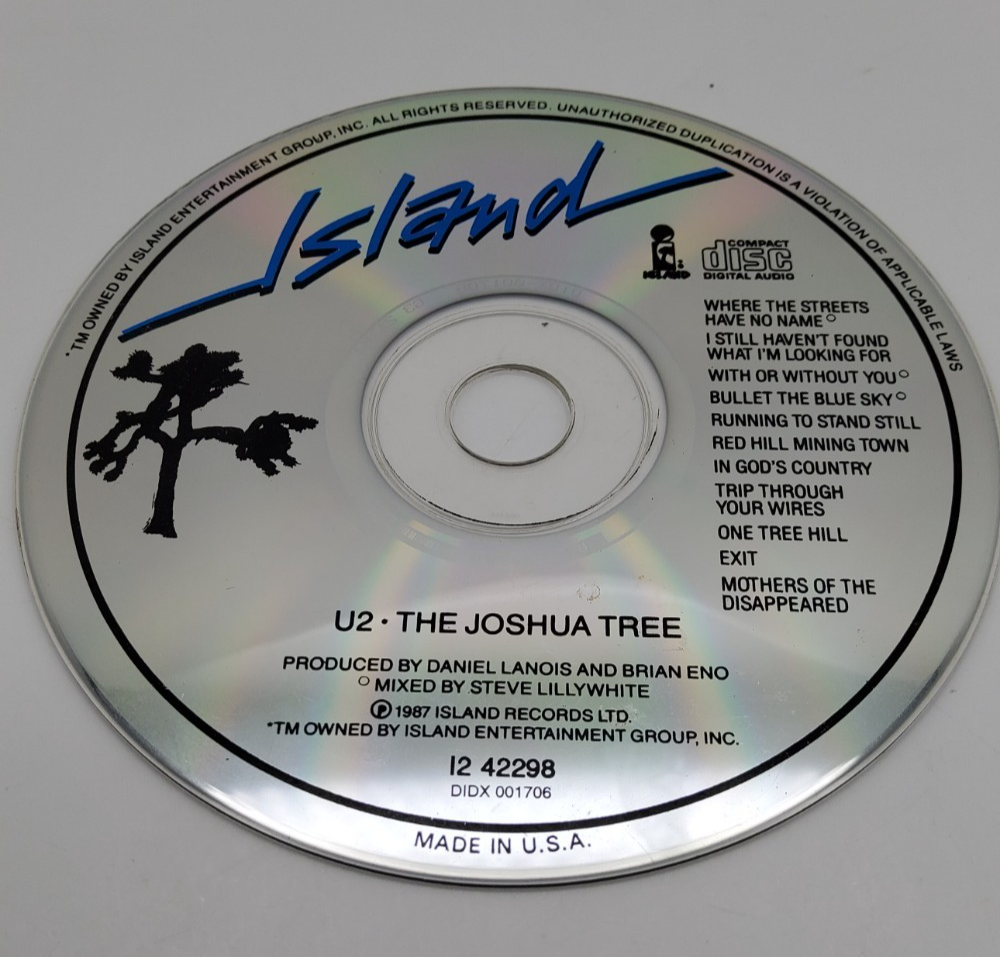 *TM OWNED BY ISLAND ENTERTAINMENT GROUP, INC. ALL RIGHTS RESERVED. UNAUTHORIZED DUPLICATION IS A VIOLATION OF APPLICABLE LAWS
Island
ISLAND
COMPACT
disc
DIGITAL AUDIO
WHERE THE STREETS
HAVE NO NAME○
I STILL HAVEN'T FOUND
WHAT I'M LOOKING FOR
WITH OR WITHOUT YOU○
BULLET THE BLUE SKY○
RUNNING TO STAND STILL
RED HILL MINING TOWN
IN GOD'S COUNTRY
TRIP THROUGH
YOUR WIRES
ONE TREE HILL
EXIT
MOTHERS OF THE
DISAPPEARED
U2 • THE JOSHUA TREE
PRODUCED BY DANIEL LANOIS AND BRIAN ENO
○ MIXED BY STEVE LILLYWHITE
℗ 1987 ISLAND RECORDS LTD.
*TM OWNED BY ISLAND ENTERTAINMENT GROUP, INC.
I2 42298
DIDX 001706
MADE IN U.S.A.